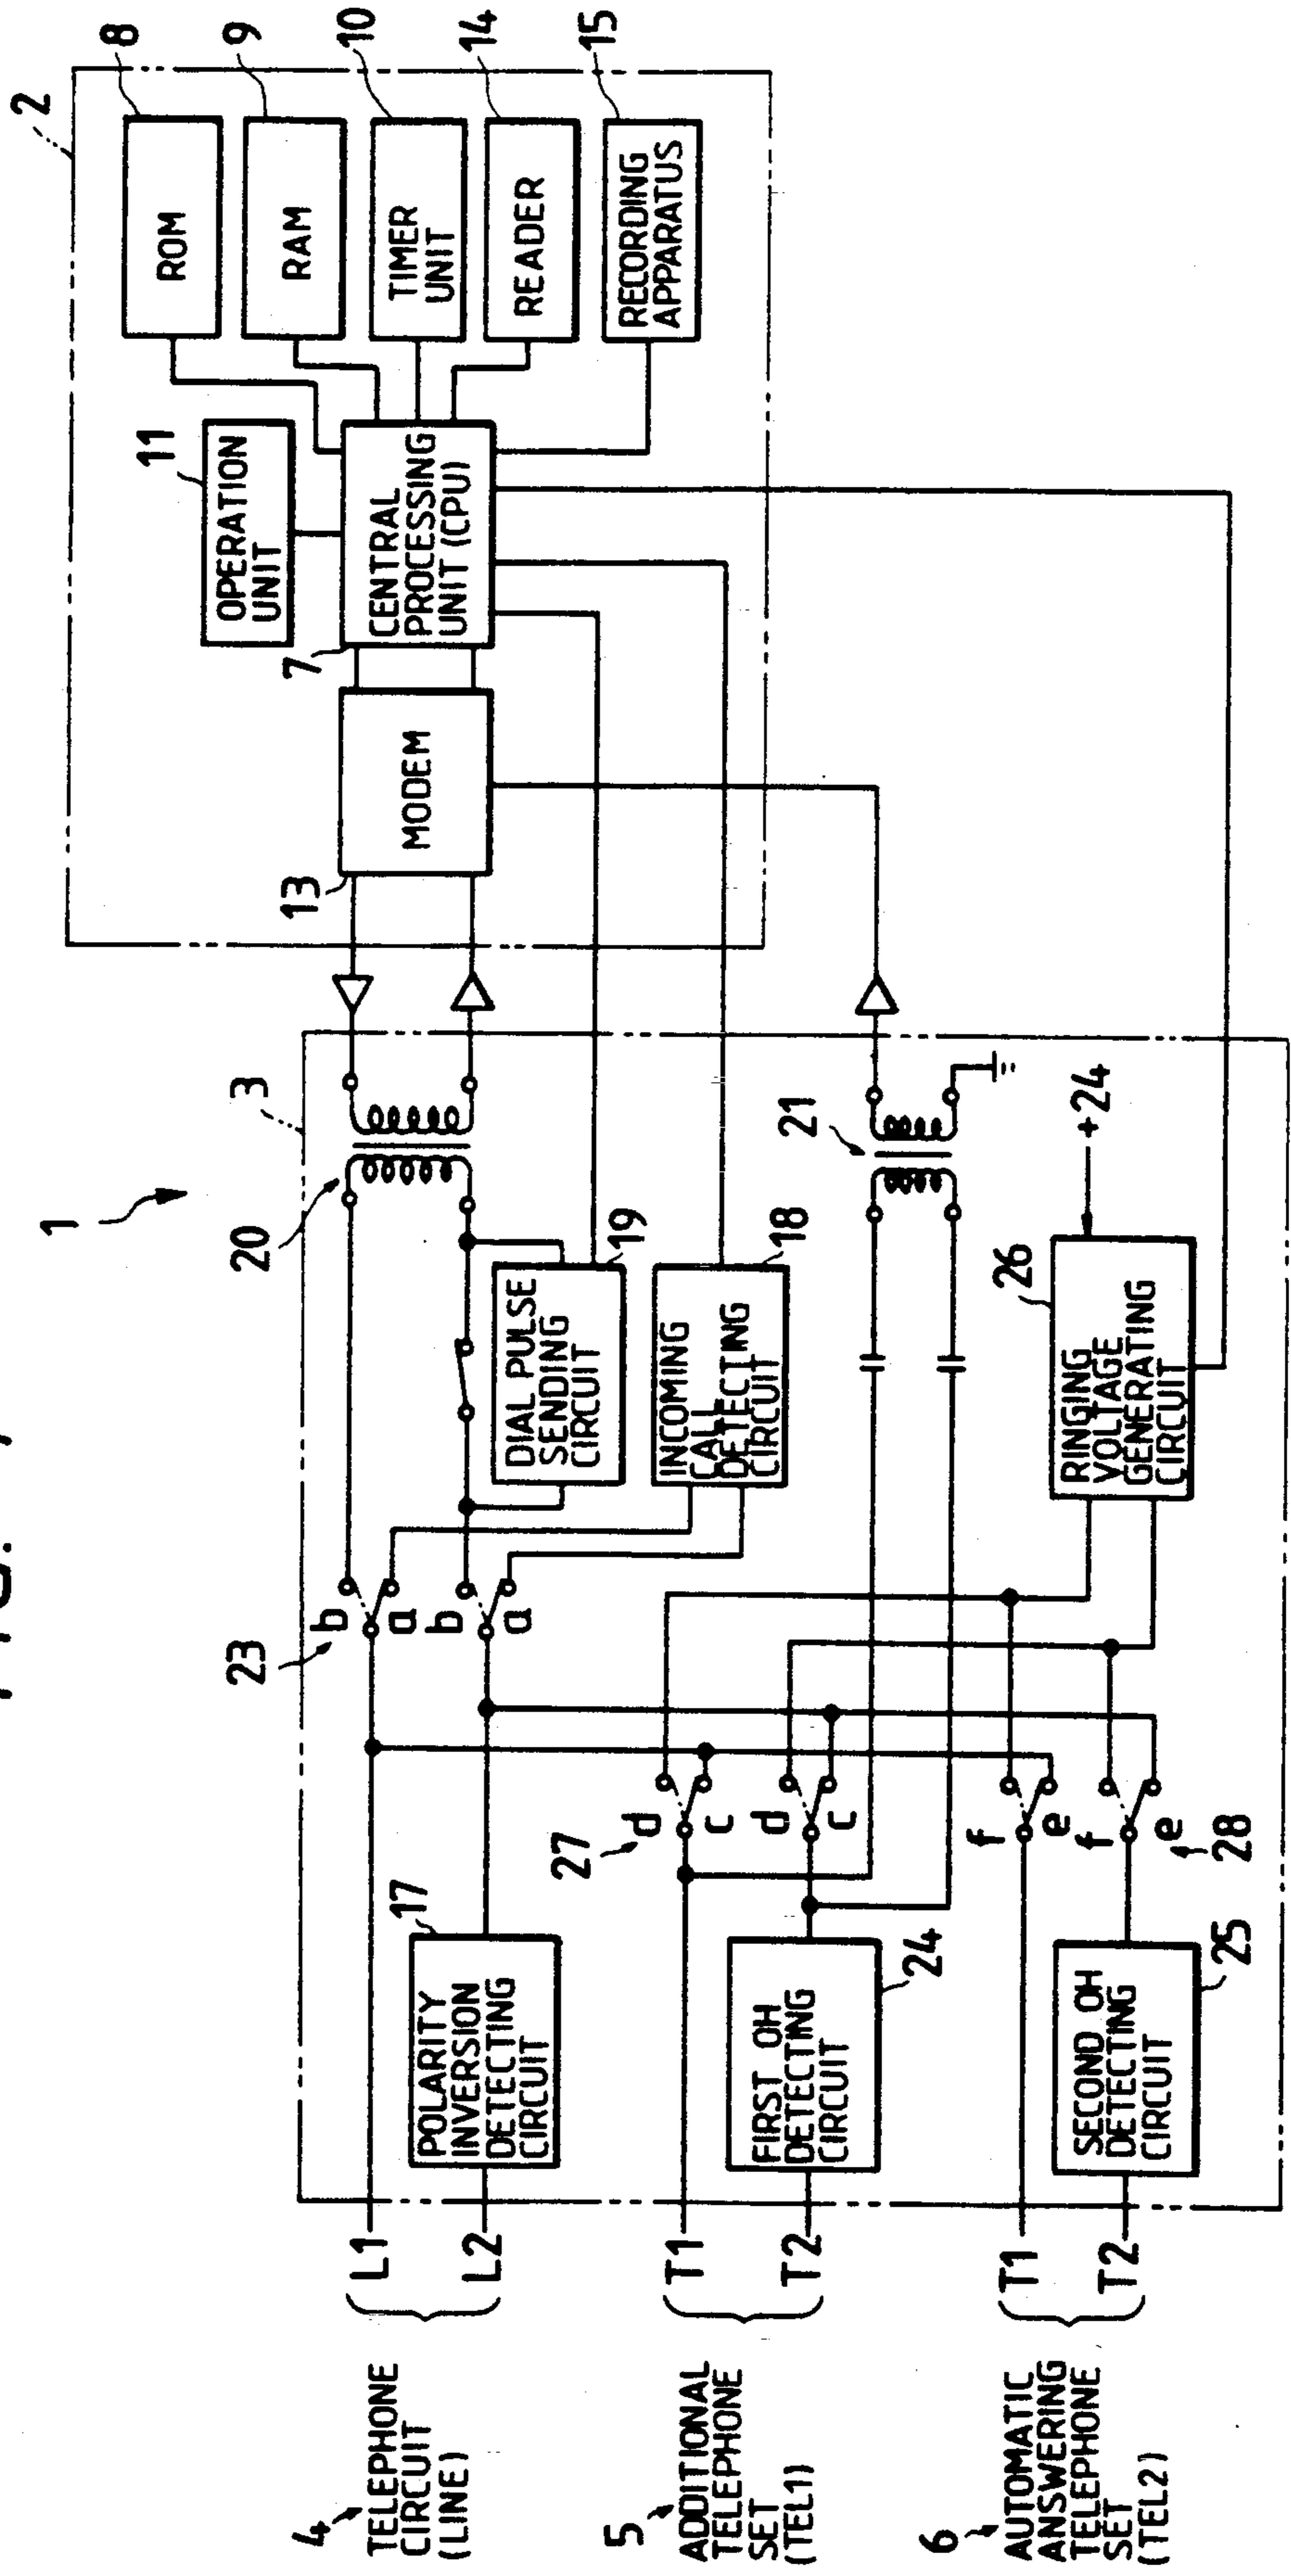 1
2
3
ROM
8
RAM
9
TIMER
UNIT
10
READER
14
RECORDING
APPARATUS
15
OPERATION
UNIT
11
CENTRAL
PROCESSING
UNIT (CPU)
7
MODEM
13
20
21
+24
DIAL PULSE
SENDING
CIRCUIT
19
INCOMING
CALL
DETECTING
CIRCUIT
18
RINGING
VOLTAGE
GENERATING
CIRCUIT
26
23
b
a
b
a
27
d
c
d
c
f
e
f
e
28
POLARITY
INVERSION
DETECTING
CIRCUIT
17
FIRST OH
DETECTING
CIRCUIT
24
SECOND OH
DETECTING
CIRCUIT
25
L1
L2
T1
T2
T1
T2
4
TELEPHONE
CIRCUIT
(LINE)
5
ADDITIONAL
TELEPHONE
SET
(TEL1)
6
AUTOMATIC
ANSWERING
TELEPHONE
SET
(TEL2)